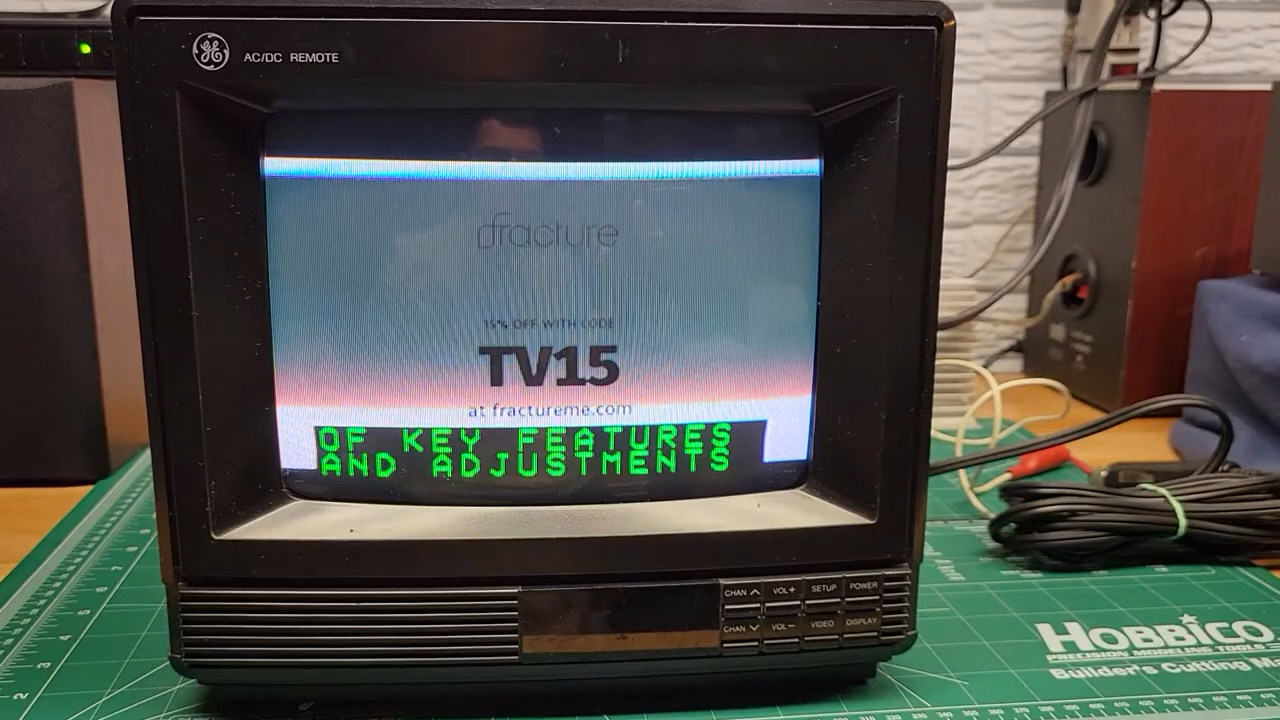 GE
AC/DC REMOTE
fracture
15% OFF WITH CODE
TV15
at fractureme.com
OF KEY FEATURES
AND ADJUSTMENTS
CHAN VOL+ SETUP POWER
CHAN VOL− VIDEO DISPLAY
HOBBICO
PRECISION MODELING TOOLS
Builder's Cutting M